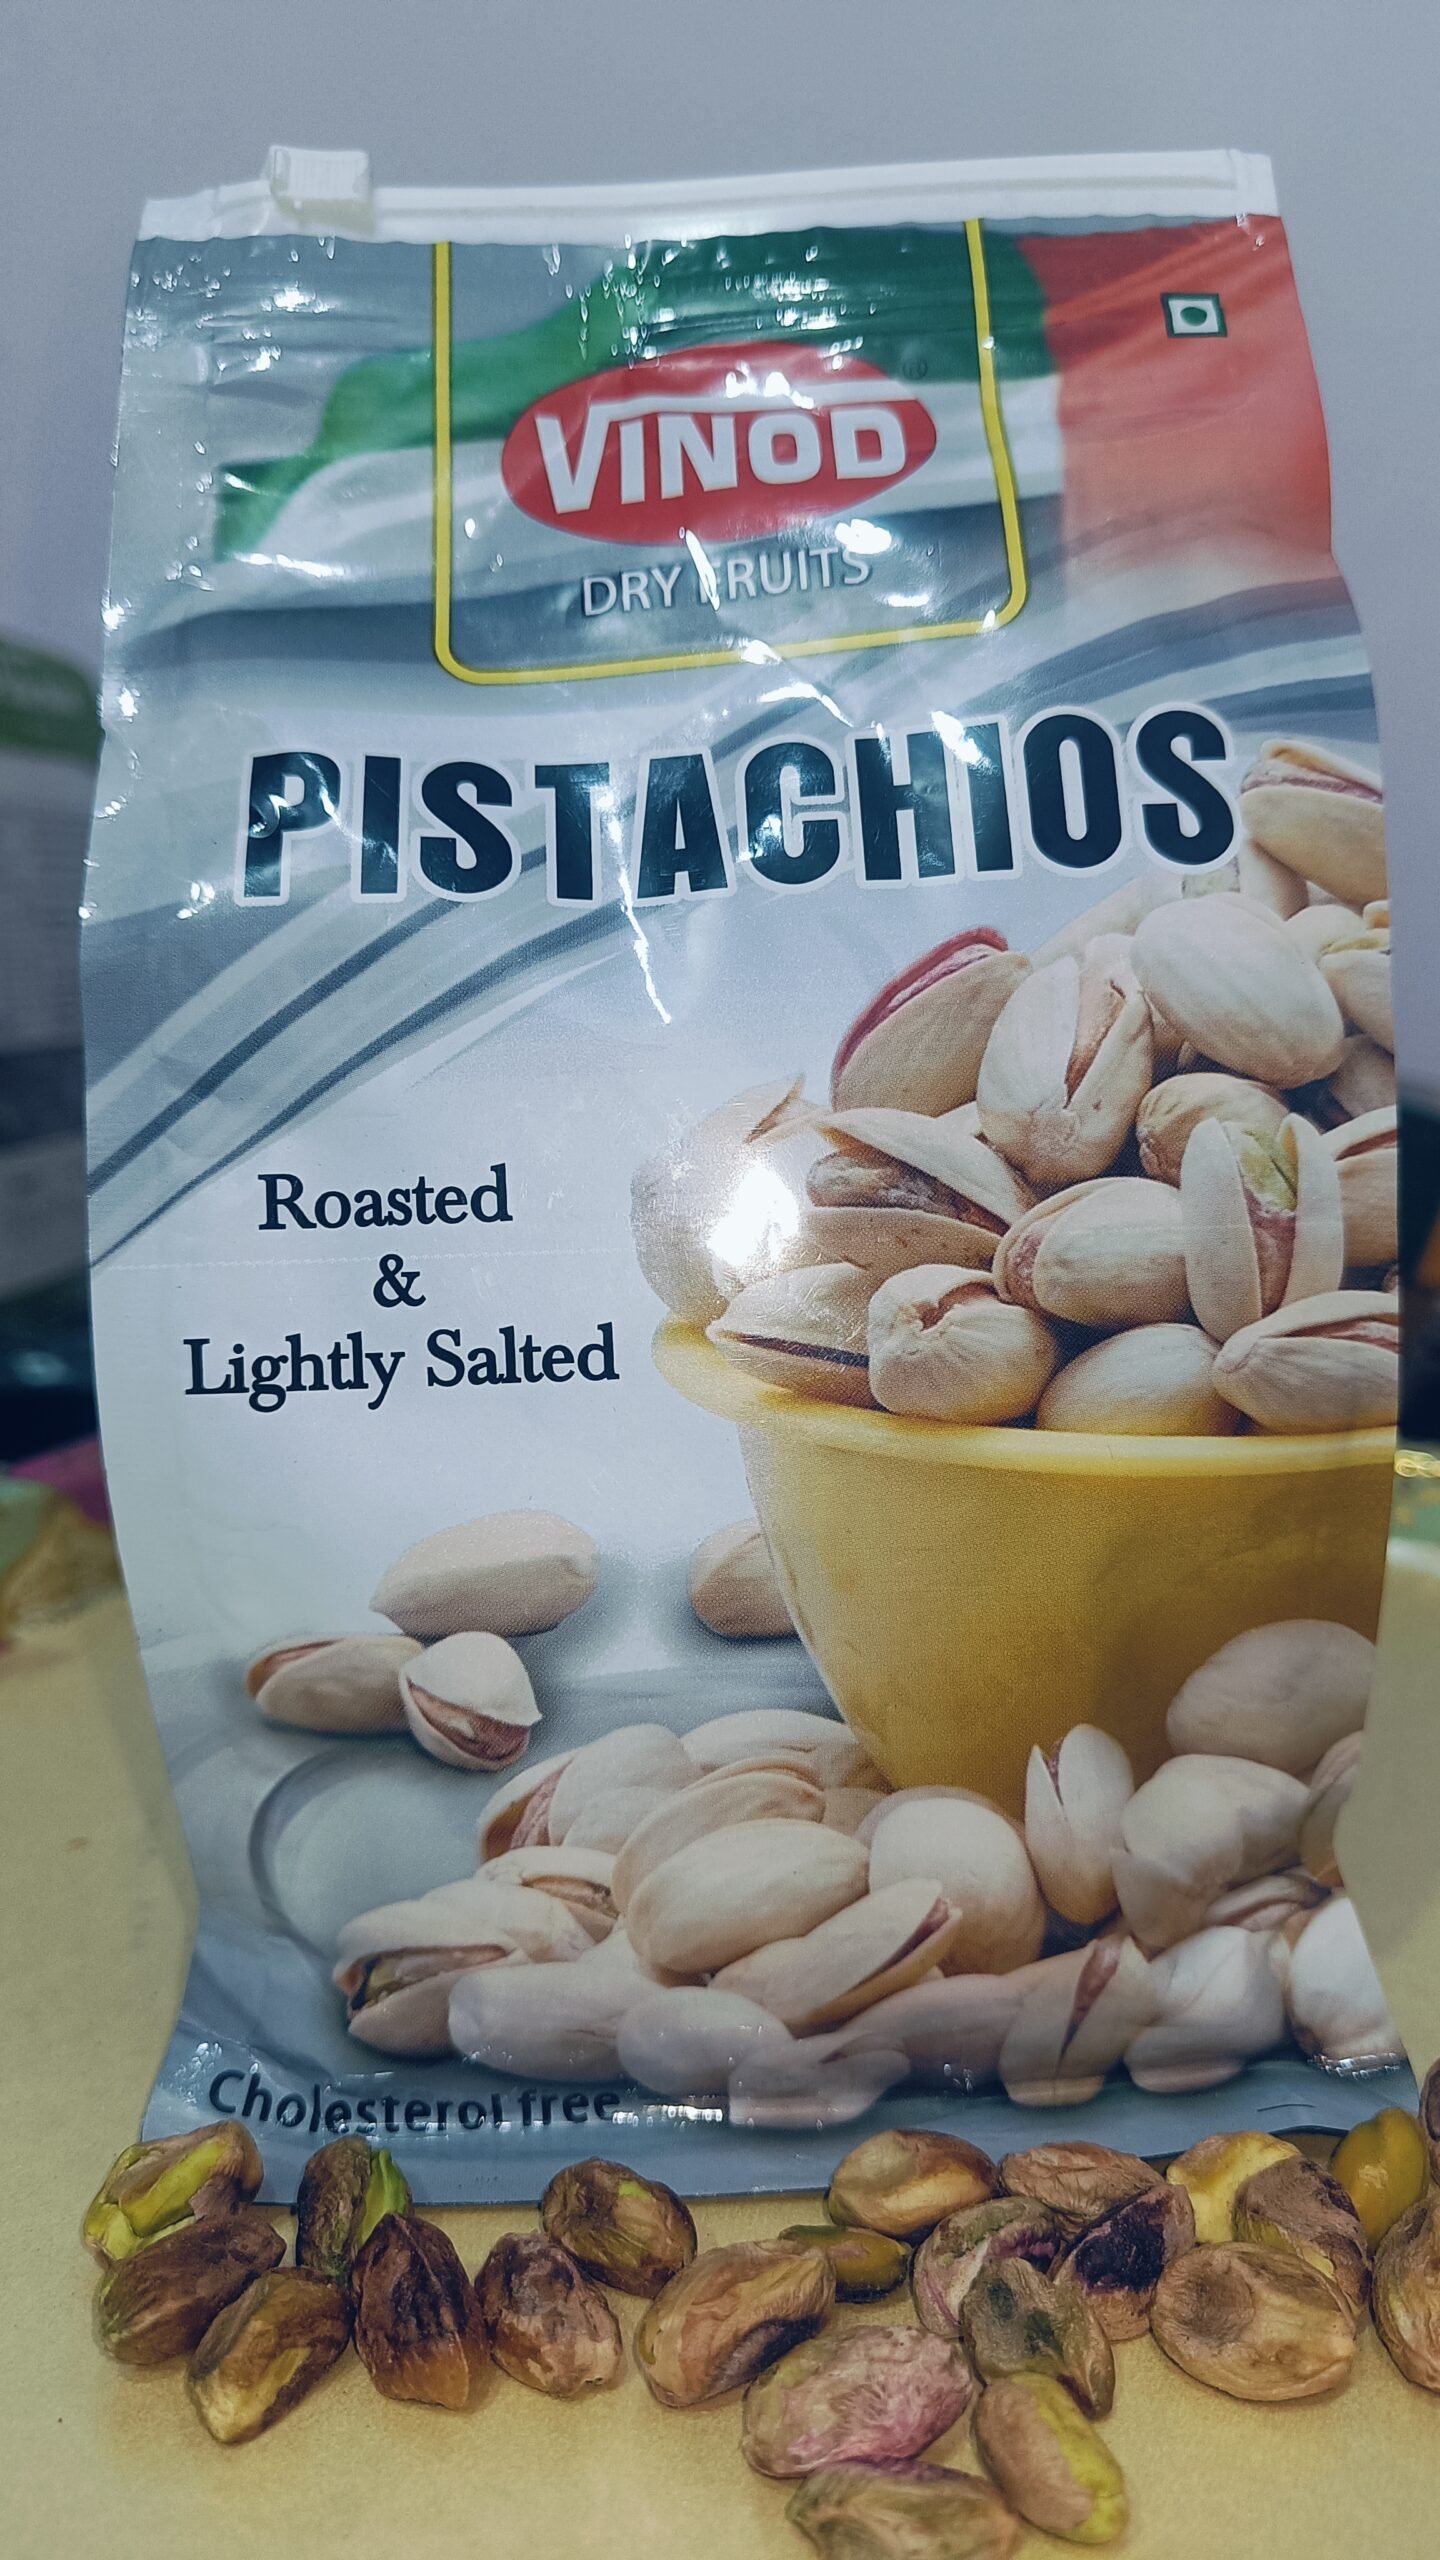 VINOD
®
DRY FRUITS
PISTACHIOS
Roasted
&
Lightly Salted
Cholesterol free